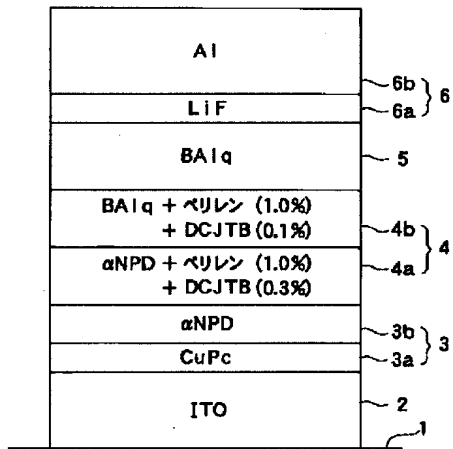 Al
6b
6
LiF
6a
BAlq
5
BAlq + ペリレン (1.0%)
+ DCJTB (0.1%)
4b
4
αNPD + ペリレン (1.0%)
+ DCJTB (0.3%)
4a
αNPD
3b
3
CuPc
3a
ITO
2
1